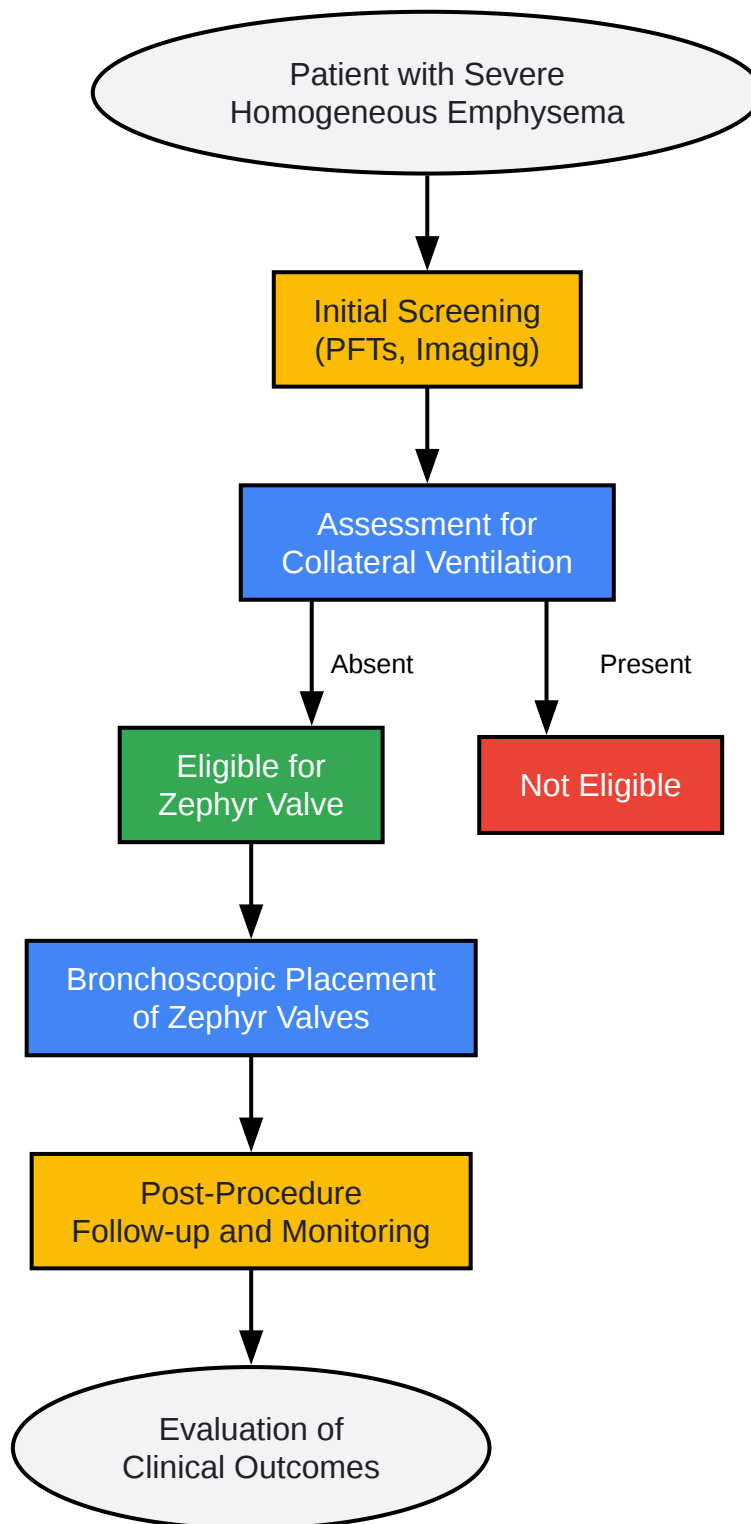 Patient with Severe
Homogeneous Emphysema
Initial Screening
(PFTs, Imaging)
Assessment for
Collateral Ventilation
Absent
Present
Eligible for
Zephyr Valve
Not Eligible
Bronchoscopic Placement
of Zephyr Valves
Post-Procedure
Follow-up and Monitoring
Evaluation of
Clinical Outcomes